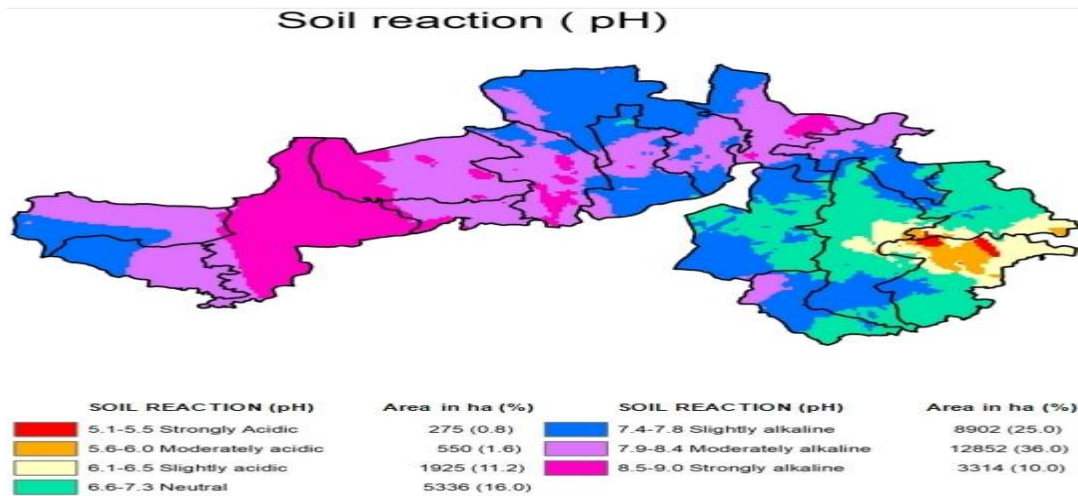 Soil reaction ( pH)
SOIL REACTION (pH) Area in ha (%)
5.1-5.5 Strongly Acidic 275 (0.8)
5.6-6.0 Moderately acidic 550 (1.6)
6.1-6.5 Slightly acidic 1925 (11.2)
6.6-7.3 Neutral 5336 (16.0)
SOIL REACTION (pH) Area in ha (%)
7.4-7.8 Slightly alkaline 8902 (25.0)
7.9-8.4 Moderately alkaline 12852 (36.0)
8.5-9.0 Strongly alkaline 3314 (10.0)